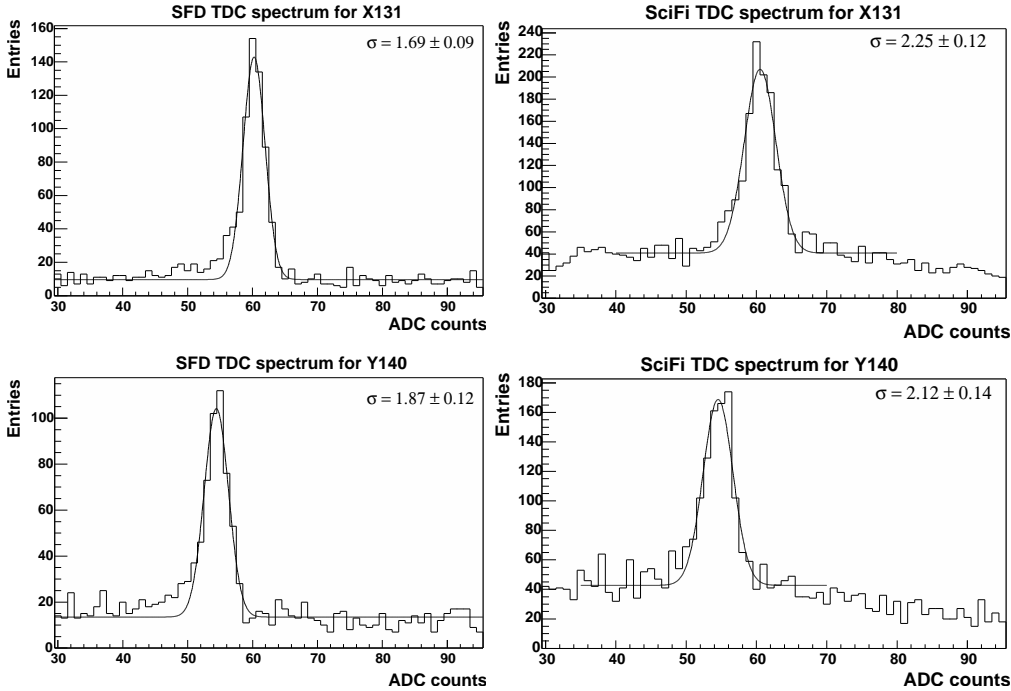 SFD TDC spectrum for X131
Entries
σ = 1.69 ± 0.09
160
140
120
100
80
60
40
20
0
30 40 50 60 70 80 90
ADC counts
SciFi TDC spectrum for X131
Entries
σ = 2.25 ± 0.12
240
220
200
180
160
140
120
100
80
60
40
20
0
30 40 50 60 70 80 90
ADC counts
SFD TDC spectrum for Y140
Entries
σ = 1.87 ± 0.12
100
80
60
40
20
0
30 40 50 60 70 80 90
ADC counts
SciFi TDC spectrum for Y140
Entries
σ = 2.12 ± 0.14
180
160
140
120
100
80
60
40
20
0
30 40 50 60 70 80 90
ADC counts